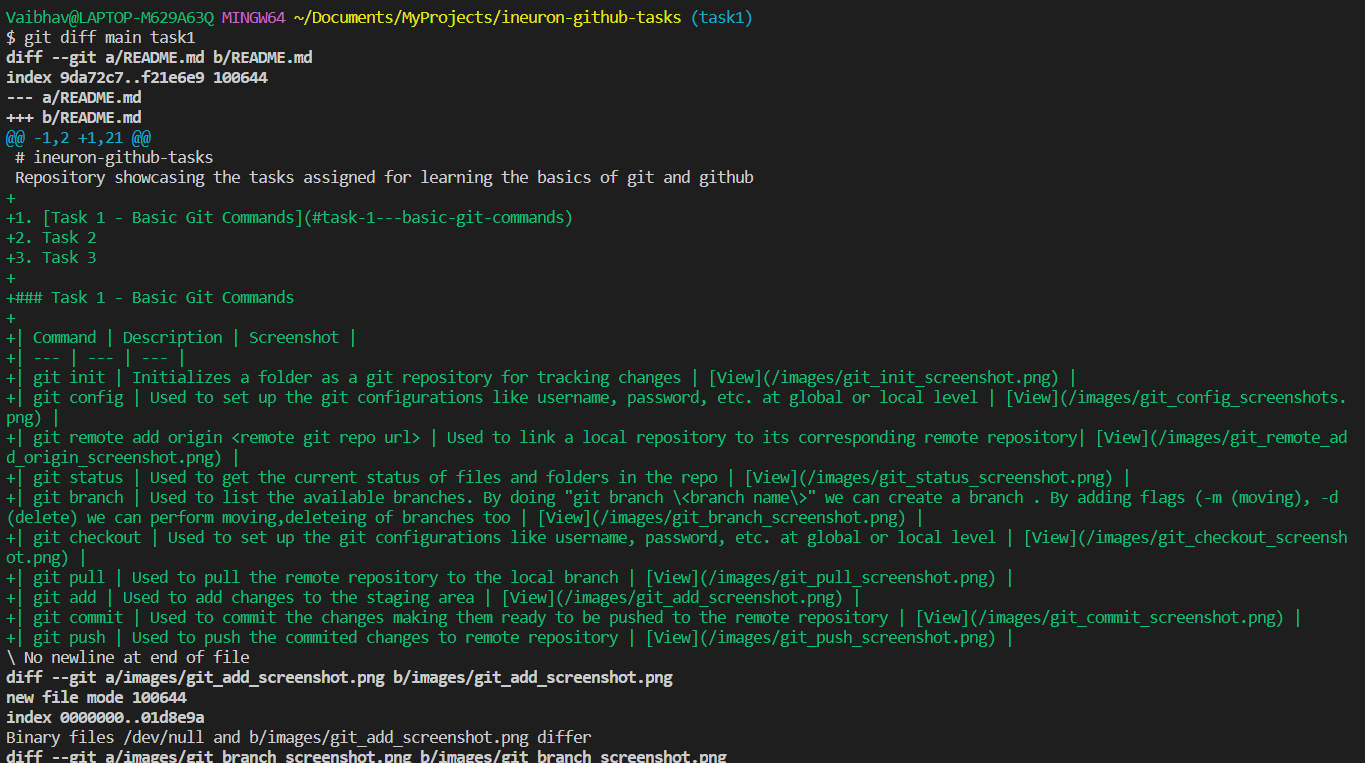 Vaibhav@LAPTOP-M629A63Q MINGW64 ~/Documents/MyProjects/ineuron-github-tasks (task1)
$ git diff main task1
diff --git a/README.md b/README.md
index 9da72c7..f21e6e9 100644
--- a/README.md
+++ b/README.md
@@ -1,2 +1,21 @@
 # ineuron-github-tasks
 Repository showcasing the tasks assigned for learning the basics of git and github
+
+1. [Task 1 - Basic Git Commands](#task-1---basic-git-commands)
+2. Task 2
+3. Task 3
+
+### Task 1 - Basic Git Commands
+
+| Command | Description | Screenshot |
+| --- | --- | --- |
+| git init | Initializes a folder as a git repository for tracking changes | [View](/images/git_init_screenshot.png) |
+| git config | Used to set up the git configurations like username, password, etc. at global or local level | [View](/images/git_config_screenshots.
png) |
+| git remote add origin <remote git repo url> | Used to link a local repository to its corresponding remote repository| [View](/images/git_remote_ad
d_origin_screenshot.png) |
+| git status | Used to get the current status of files and folders in the repo | [View](/images/git_status_screenshot.png) |
+| git branch | Used to list the available branches. By doing "git branch \<branch name\>" we can create a branch . By adding flags (-m (moving), -d
(delete) we can perform moving,deleteing of branches too | [View](/images/git_branch_screenshot.png) |
+| git checkout | Used to set up the git configurations like username, password, etc. at global or local level | [View](/images/git_checkout_screensh
ot.png) |
+| git pull | Used to pull the remote repository to the local branch | [View](/images/git_pull_screenshot.png) |
+| git add | Used to add changes to the staging area | [View](/images/git_add_screenshot.png) |
+| git commit | Used to commit the changes making them ready to be pushed to the remote repository | [View](/images/git_commit_screenshot.png) |
+| git push | Used to push the commited changes to remote repository | [View](/images/git_push_screenshot.png) |
\ No newline at end of file
diff --git a/images/git_add_screenshot.png b/images/git_add_screenshot.png
new file mode 100644
index 0000000..01d8e9a
Binary files /dev/null and b/images/git_add_screenshot.png differ
diff --git a/images/git_branch_screenshot.png b/images/git_branch_screenshot.png